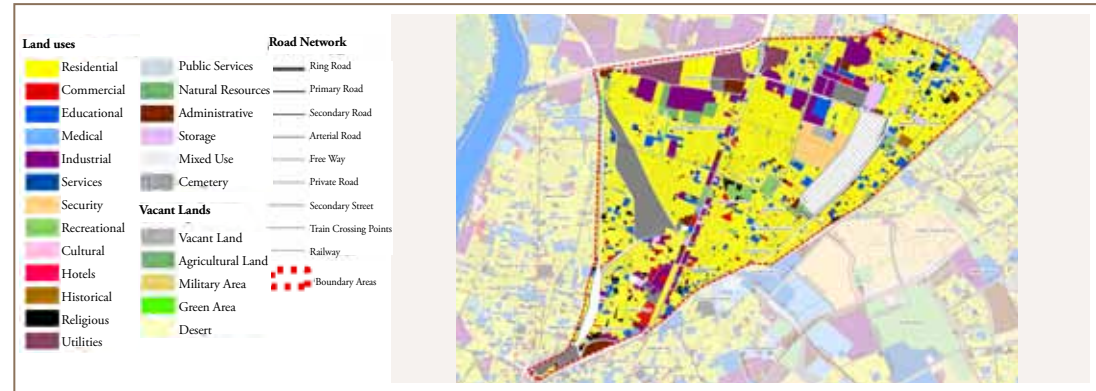 Land uses
Residential
Commercial
Educational
Medical
Industrial
Services
Security
Recreational
Cultural
Hotels
Historical
Religious
Utilities
Public Services
Natural Resources
Administrative
Storage
Mixed Use
Cemetery
Vacant Lands
Vacant Land
Agricultural Land
Military Area
Green Area
Desert
Road Network
Ring Road
Primary Road
Secondary Road
Arterial Road
Free Way
Private Road
Secondary Street
Train Crossing Points
Railway
Boundary Areas